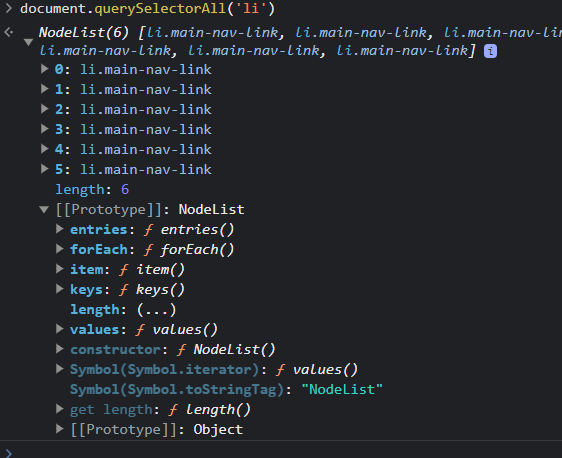 document.querySelectorAll('li')
NodeList(6) [li.main-nav-link, li.main-nav-link, li.main-nav-lin
li.main-nav-link, li.main-nav-link, li.main-nav-link] i
0: li.main-nav-link
1: li.main-nav-link
2: li.main-nav-link
3: li.main-nav-link
4: li.main-nav-link
5: li.main-nav-link
length: 6
[[Prototype]]: NodeList
entries: ƒ entries()
forEach: ƒ forEach()
item: ƒ item()
keys: ƒ keys()
length: (...)
values: ƒ values()
constructor: ƒ NodeList()
Symbol(Symbol.iterator): ƒ values()
Symbol(Symbol.toStringTag): "NodeList"
get length: ƒ length()
[[Prototype]]: Object